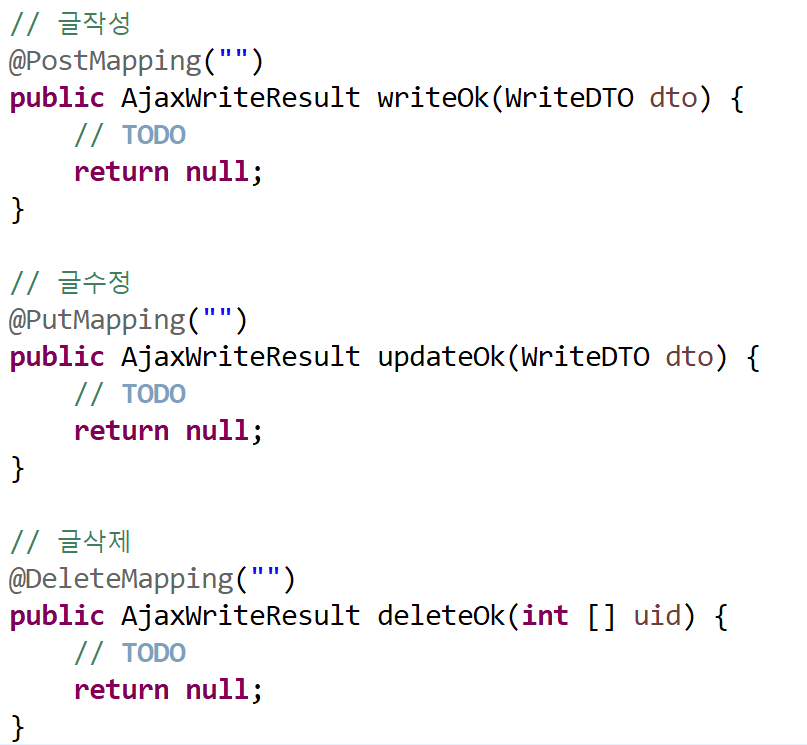 // 글작성
@PostMapping("")
public AjaxWriteResult writeOk(WriteDTO dto) {
    // TODO
    return null;
}

// 글수정
@PutMapping("")
public AjaxWriteResult updateOk(WriteDTO dto) {
    // TODO
    return null;
}

// 글삭제
@DeleteMapping("")
public AjaxWriteResult deleteOk(int [] uid) {
    // TODO
    return null;
}